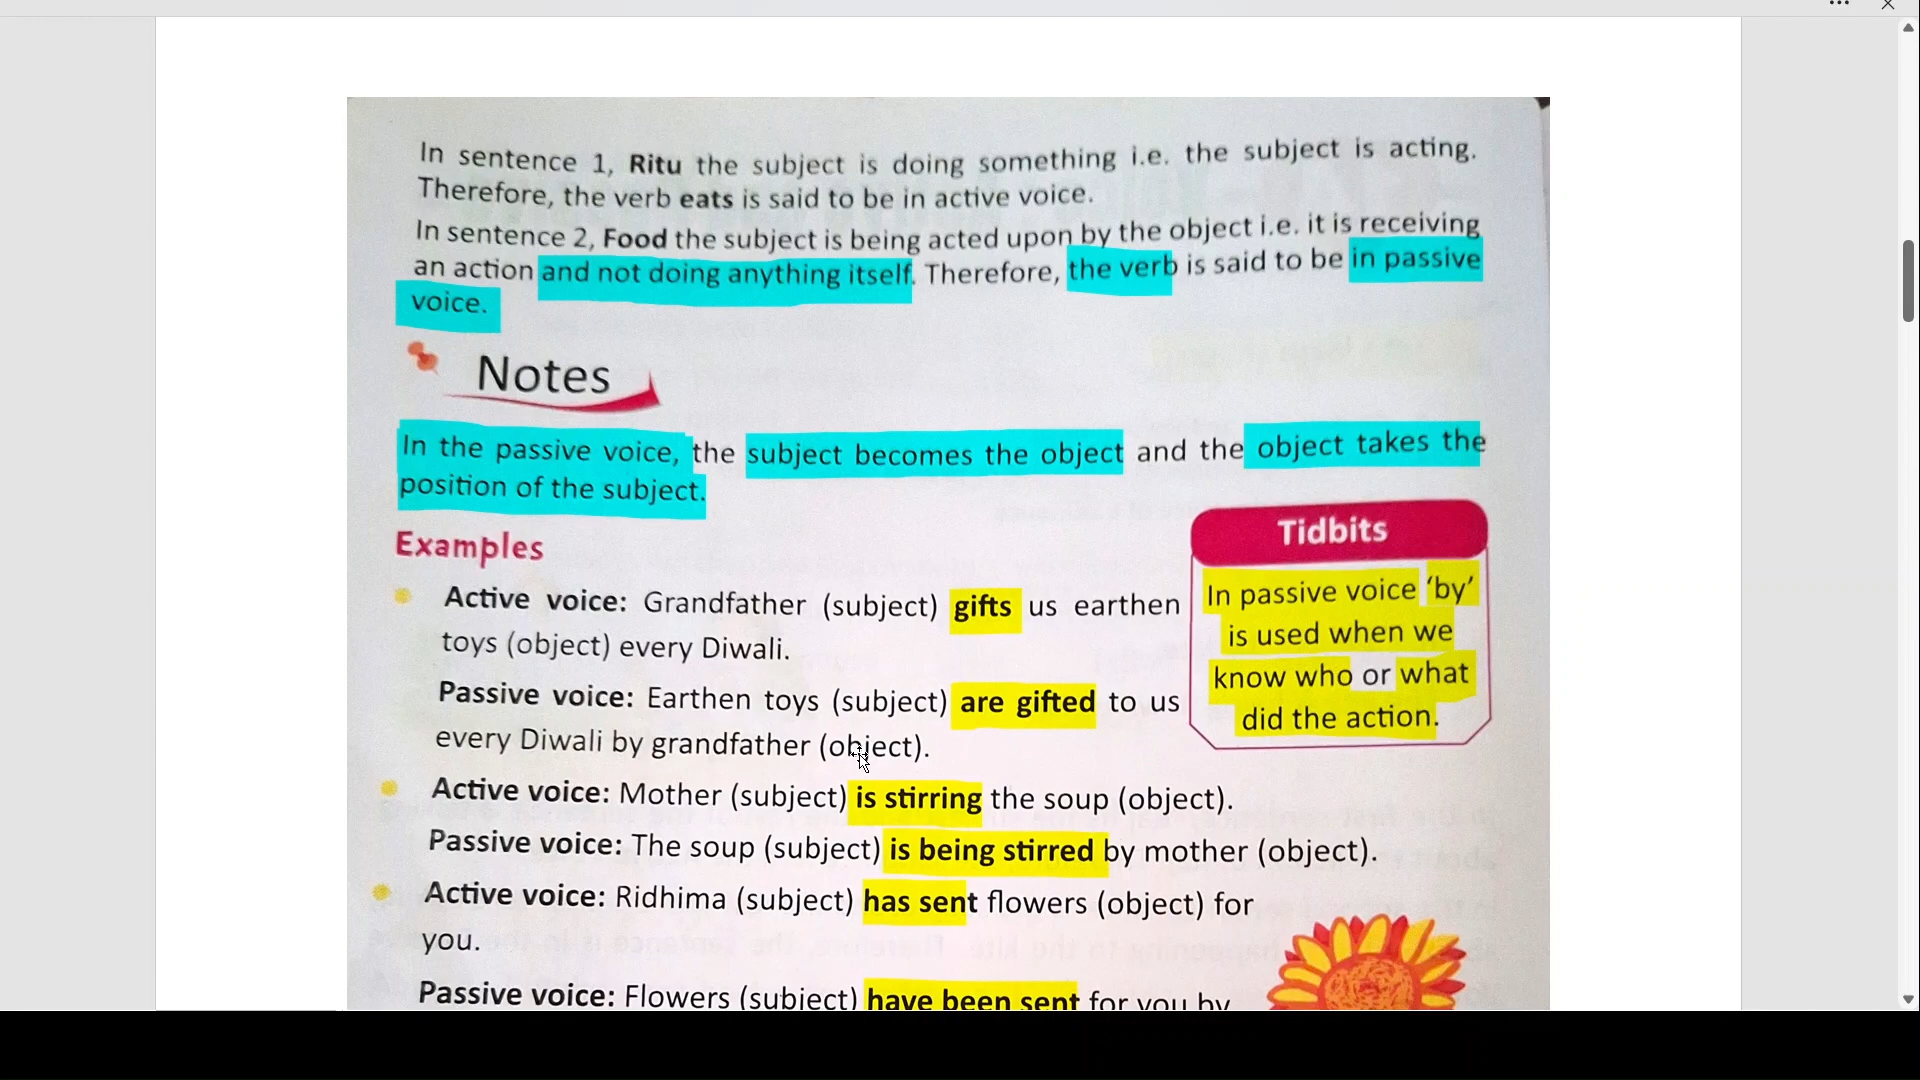 In sentence 1, Ritu the subject is doing something i.e. the subject is acting.
Therefore, the verb eats is said to be in active voice.
In sentence 2, Food the subject is being acted upon by the object i.e. it is receiving
an action and not doing anything itself. Therefore, the verb is said to be in passive
voice.
Notes
In the passive voice, the subject becomes the object and the object takes the
position of the subject.
Examples
Active voice: Grandfather (subject) gifts us earthen
toys (object) every Diwali.
Passive voice: Earthen toys (subject) are gifted to us
every Diwali by grandfather (object).
Tidbits
In passive voice ‘by’
is used when we
know who or what
did the action.
Active voice: Mother (subject) is stirring the soup (object).
Passive voice: The soup (subject) is being stirred by mother (object).
Active voice: Ridhima (subject) has sent flowers (object) for
you.
Passive voice: Flowers (subject) have been sent for you by